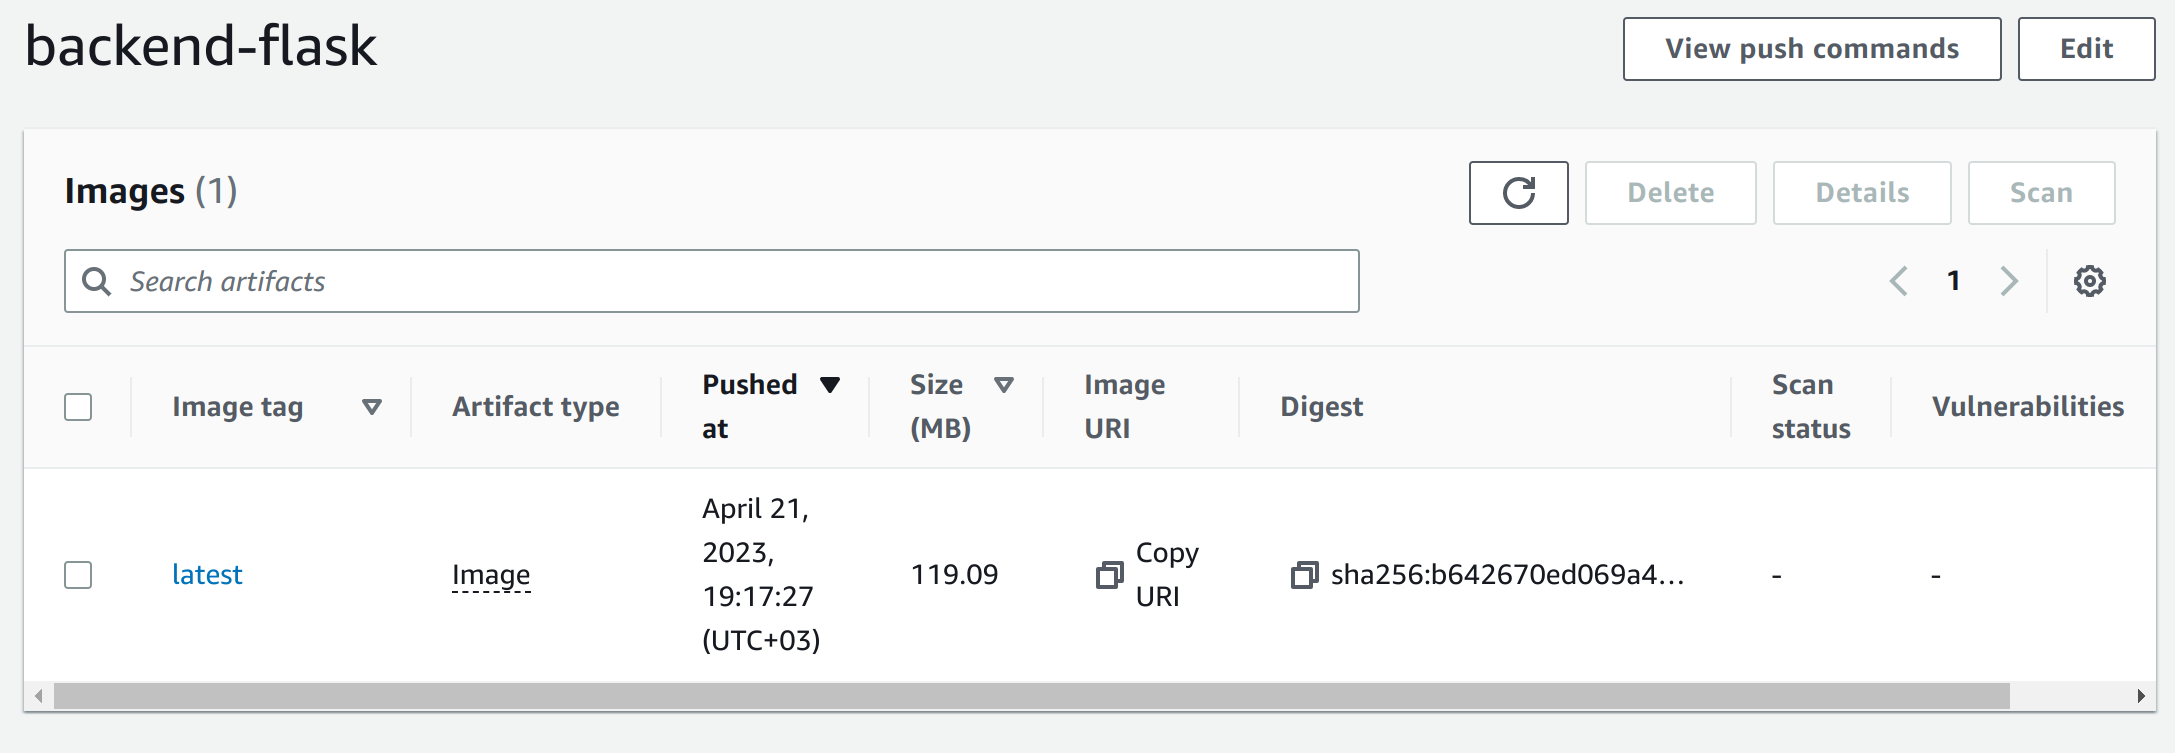 backend-flask
View push commands
Edit
Images (1)
Delete
Details
Scan
Search artifacts
1
Image tag
Artifact type
Pushed
at
Size
(MB)
Image
URI
Digest
Scan
status
Vulnerabilities
latest
Image
April 21,
2023,
19:17:27
(UTC+03)
119.09
Copy
URI
sha256:b642670ed069a4...
-
-